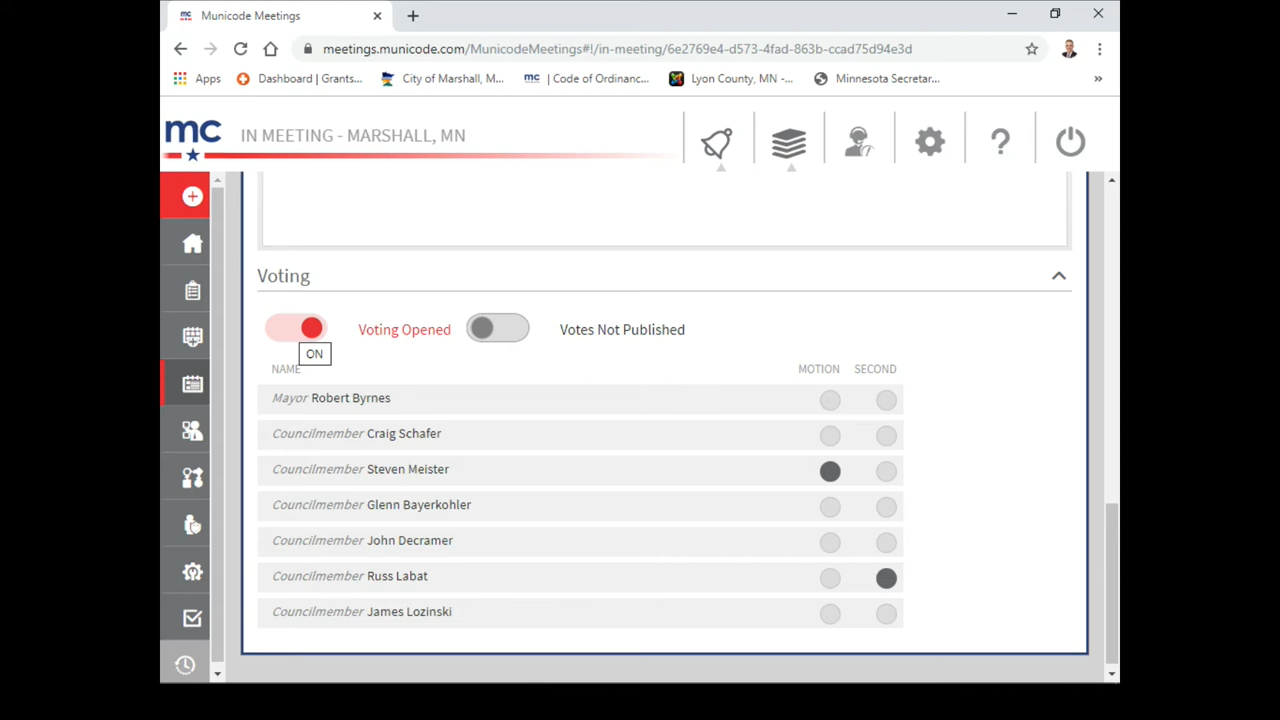 mc Municode Meetings
meetings.municode.com/MunicodeMeetings#!/in-meeting/6e2769e4-d573-4fad-863b-ccad75d94e3d
Apps Dashboard | Grants... City of Marshall, M... mc | Code of Ordinanc... Lyon County, MN -... Minnesota Secretar... »
mc IN MEETING - MARSHALL, MN ?
Voting
Voting Opened Votes Not Published
ON
NAME MOTION SECOND
Mayor Robert Byrnes
Councilmember Craig Schafer
Councilmember Steven Meister
Councilmember Glenn Bayerkohler
Councilmember John Decramer
Councilmember Russ Labat
Councilmember James Lozinski